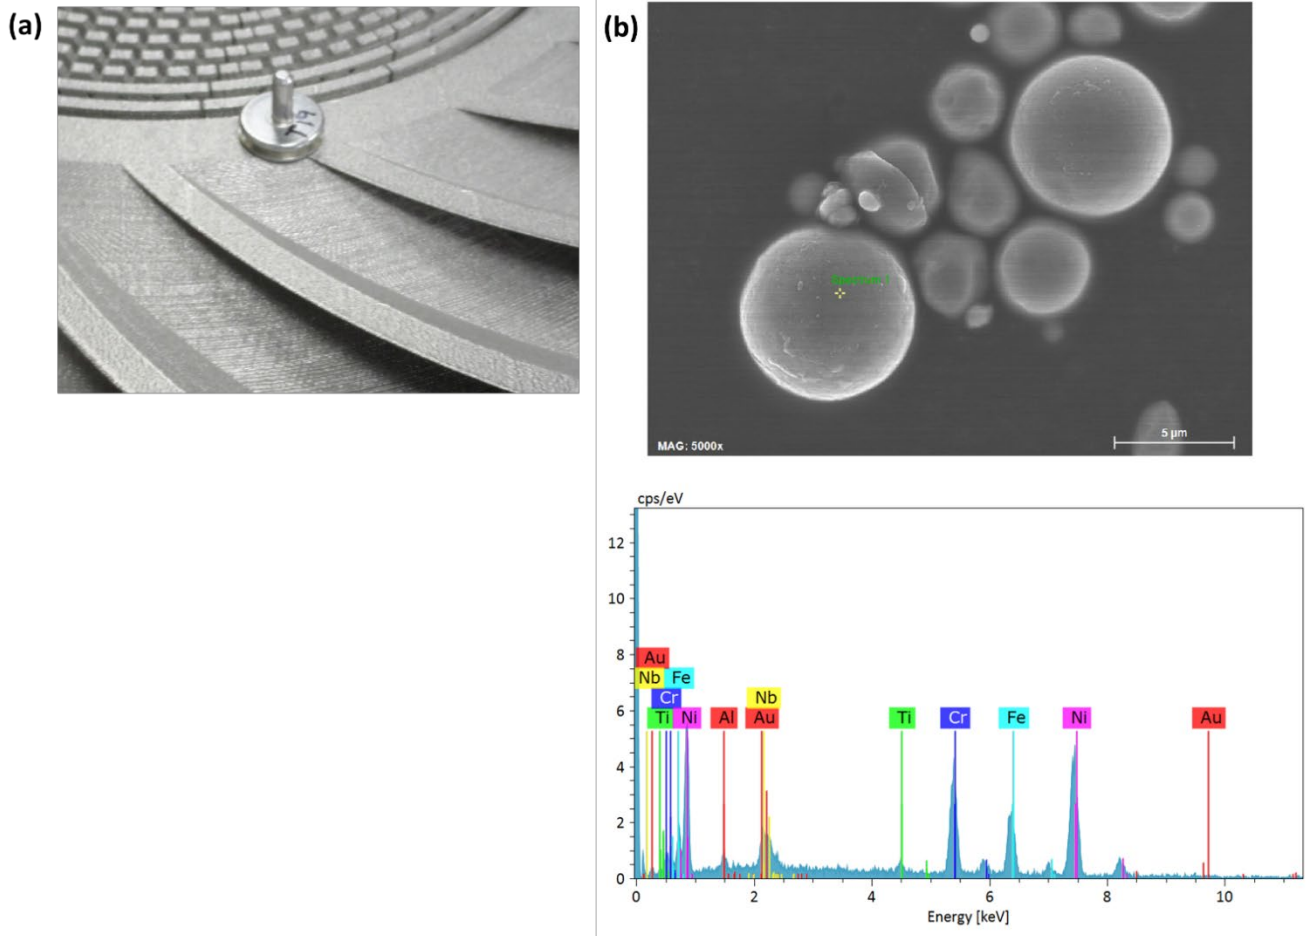 (a)
T19
(b)
MAG: 5000x
5 µm
cps/eV
12
10
8
6
4
2
0
Au
Nb Fe
Cr
Ti Ni
Al
Nb
Au
Ti
Cr
Fe
Ni
Au
0 2 4 6 8 10
Energy [keV]